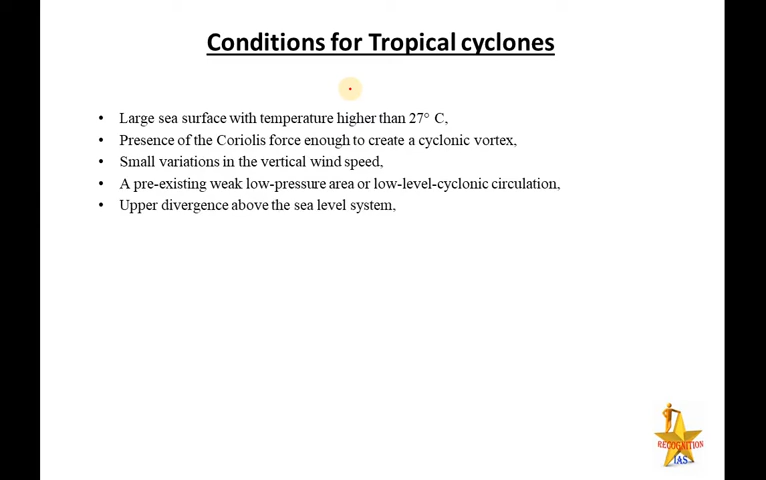 Conditions for Tropical cyclones
• Large sea surface with temperature higher than 27° C,
• Presence of the Coriolis force enough to create a cyclonic vortex,
• Small variations in the vertical wind speed,
• A pre-existing weak low-pressure area or low-level-cyclonic circulation,
• Upper divergence above the sea level system,
RECOGNITION
IAS